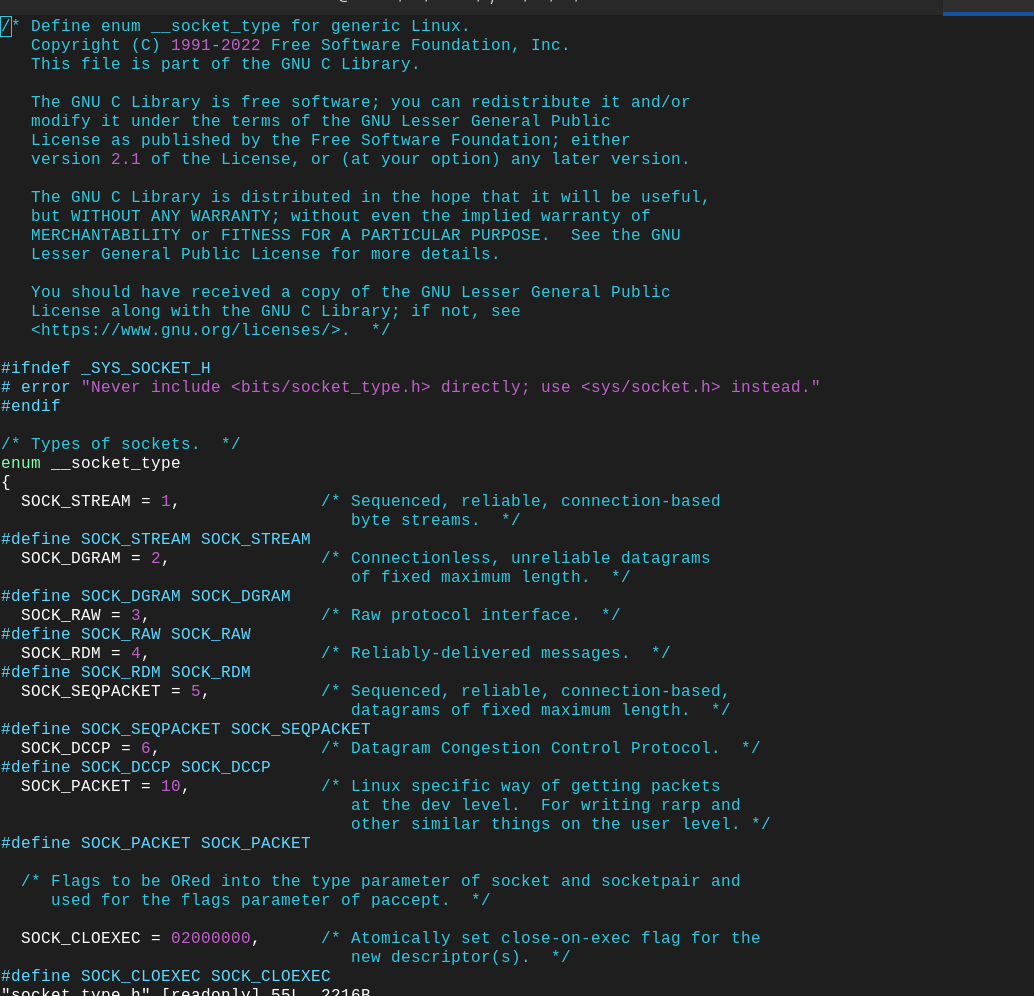 /* Define enum __socket_type for generic Linux.
   Copyright (C) 1991-2022 Free Software Foundation, Inc.
   This file is part of the GNU C Library.

   The GNU C Library is free software; you can redistribute it and/or
   modify it under the terms of the GNU Lesser General Public
   License as published by the Free Software Foundation; either
   version 2.1 of the License, or (at your option) any later version.

   The GNU C Library is distributed in the hope that it will be useful,
   but WITHOUT ANY WARRANTY; without even the implied warranty of
   MERCHANTABILITY or FITNESS FOR A PARTICULAR PURPOSE.  See the GNU
   Lesser General Public License for more details.

   You should have received a copy of the GNU Lesser General Public
   License along with the GNU C Library; if not, see
   <https://www.gnu.org/licenses/>.  */

#ifndef _SYS_SOCKET_H
# error "Never include <bits/socket_type.h> directly; use <sys/socket.h> instead."
#endif

/* Types of sockets.  */
enum __socket_type
{
  SOCK_STREAM = 1,              /* Sequenced, reliable, connection-based
                                   byte streams.  */
#define SOCK_STREAM SOCK_STREAM
  SOCK_DGRAM = 2,               /* Connectionless, unreliable datagrams
                                   of fixed maximum length.  */
#define SOCK_DGRAM SOCK_DGRAM
  SOCK_RAW = 3,                 /* Raw protocol interface.  */
#define SOCK_RAW SOCK_RAW
  SOCK_RDM = 4,                 /* Reliably-delivered messages.  */
#define SOCK_RDM SOCK_RDM
  SOCK_SEQPACKET = 5,           /* Sequenced, reliable, connection-based,
                                   datagrams of fixed maximum length.  */
#define SOCK_SEQPACKET SOCK_SEQPACKET
  SOCK_DCCP = 6,                /* Datagram Congestion Control Protocol.  */
#define SOCK_DCCP SOCK_DCCP
  SOCK_PACKET = 10,             /* Linux specific way of getting packets
                                   at the dev level.  For writing rarp and
                                   other similar things on the user level. */
#define SOCK_PACKET SOCK_PACKET

  /* Flags to be ORed into the type parameter of socket and socketpair and
     used for the flags parameter of paccept.  */

  SOCK_CLOEXEC = 02000000,      /* Atomically set close-on-exec flag for the
                                   new descriptor(s).  */
#define SOCK_CLOEXEC SOCK_CLOEXEC
"socket_type.h" [readonly] 55L, 2216B